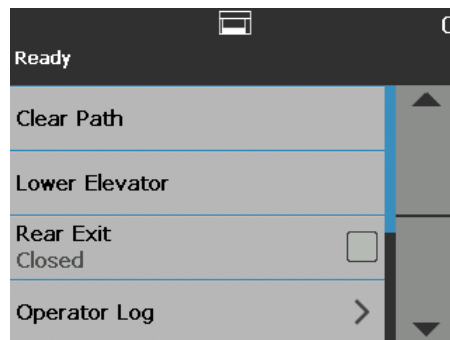 Ready
Clear Path
Lower Elevator
Rear Exit
Closed
Operator Log